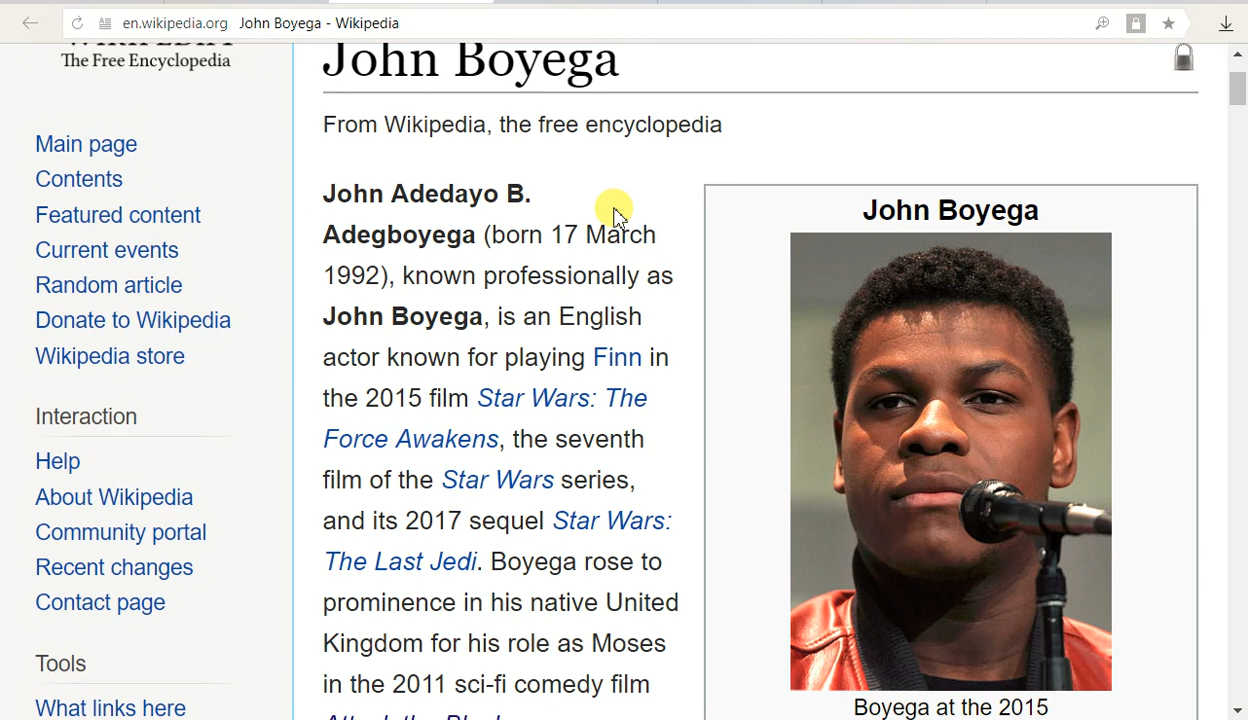 en.wikipedia.org John Boyega - Wikipedia
The Free Encyclopedia
Main page
Contents
Featured content
Current events
Random article
Donate to Wikipedia
Wikipedia store
Interaction
Help
About Wikipedia
Community portal
Recent changes
Contact page
Tools
What links here
John Boyega
From Wikipedia, the free encyclopedia
John Adedayo B.
Adegboyega (born 17 March
1992), known professionally as
John Boyega, is an English
actor known for playing Finn in
the 2015 film Star Wars: The
Force Awakens, the seventh
film of the Star Wars series,
and its 2017 sequel Star Wars:
The Last Jedi. Boyega rose to
prominence in his native United
Kingdom for his role as Moses
in the 2011 sci-fi comedy film
John Boyega
Boyega at the 2015